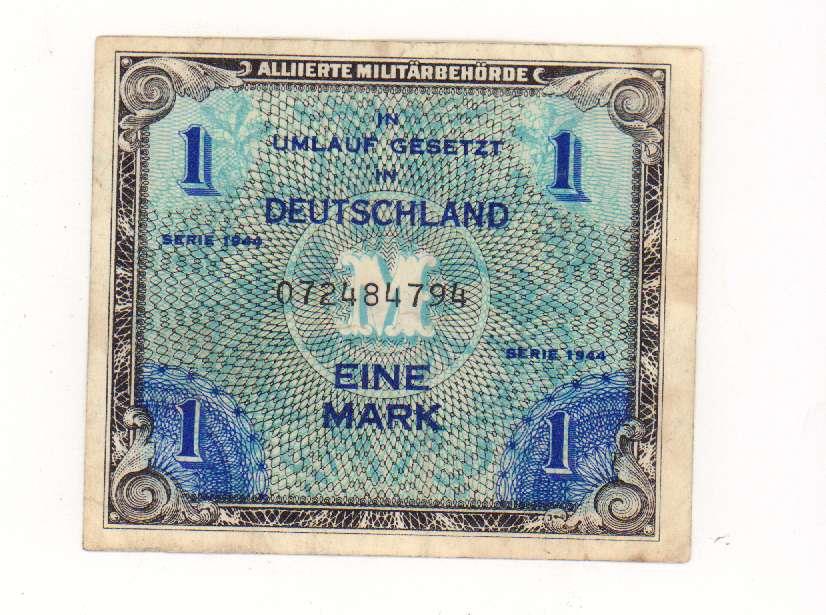 ALLIIERTE MILITÄRBEHÖRDE
IN
1 UMLAUF GESETZT 1
IN
DEUTSCHLAND
SERIE 1944
M
072484794
SERIE 1944
EINE
1 MARK 1